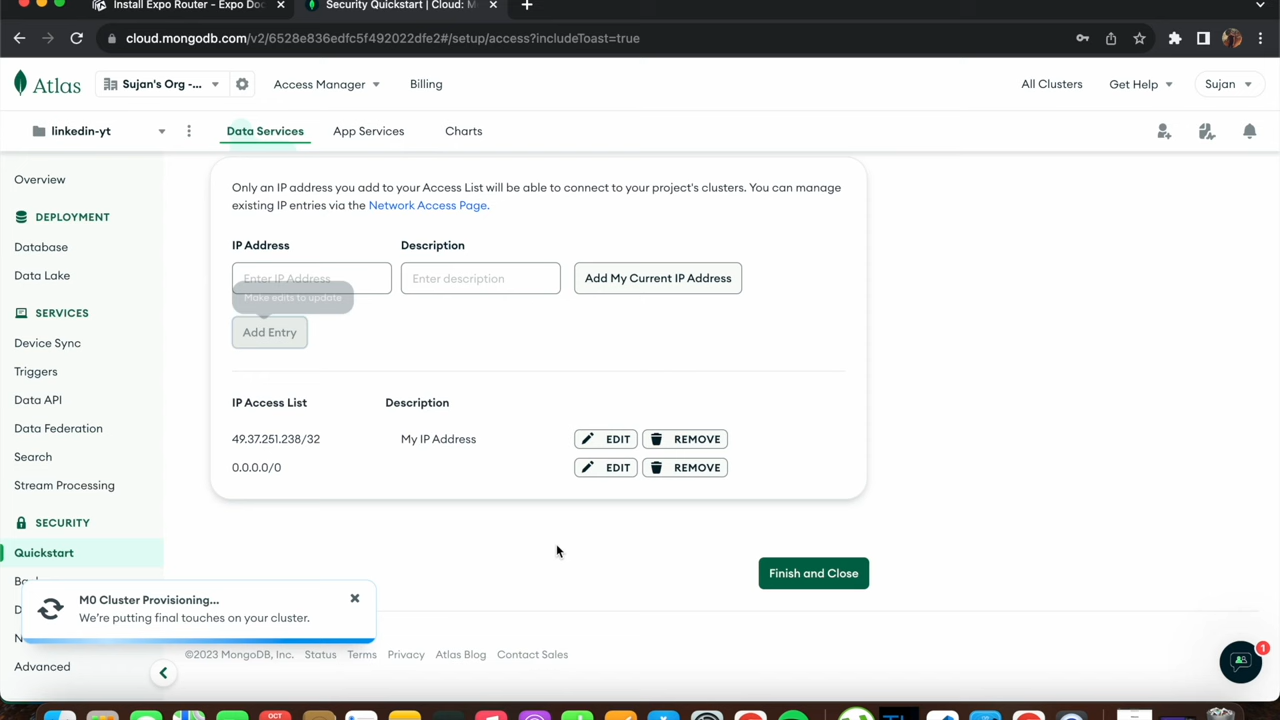 Install Expo Router - Expo Do
Security Quickstart | Cloud: M
cloud.mongodb.com/v2/6528e836edfc5f492022dfe2#/setup/access?includeToast=true
Atlas
Sujan's Org -...
Access Manager
Billing
All Clusters
Get Help
Sujan
linkedin-yt
Data Services
App Services
Charts
Overview
DEPLOYMENT
Database
Data Lake
SERVICES
Device Sync
Triggers
Data API
Data Federation
Search
Stream Processing
SECURITY
Quickstart
Ba
D
N
Advanced
Only an IP address you add to your Access List will be able to connect to your project's clusters. You can manage
existing IP entries via the Network Access Page.
IP Address
Description
Enter IP Address
Enter description
Add My Current IP Address
Make edits to update
Add Entry
IP Access List
Description
49.37.251.238/32
My IP Address
EDIT
REMOVE
0.0.0.0/0
EDIT
REMOVE
Finish and Close
M0 Cluster Provisioning...
We're putting final touches on your cluster.
©2023 MongoDB, Inc.
Status
Terms
Privacy
Atlas Blog
Contact Sales
1
OCT